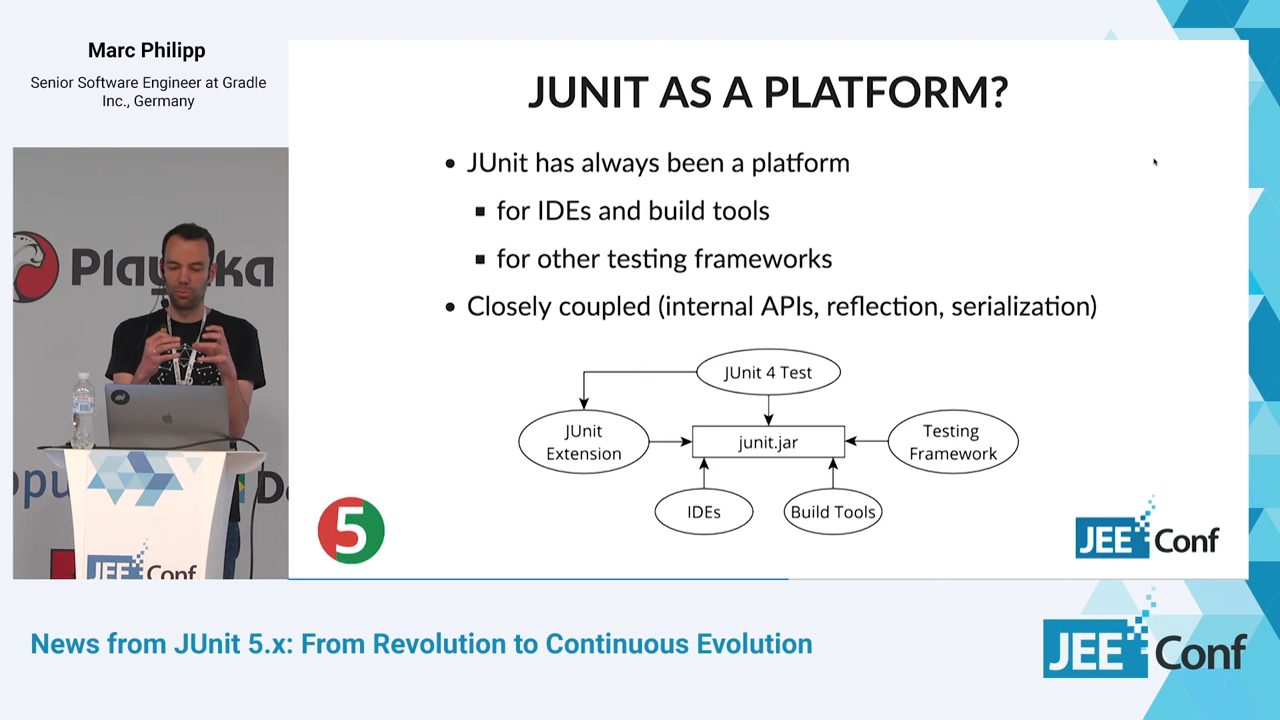 Marc Philipp
Senior Software Engineer at Gradle
Inc., Germany
JUNIT AS A PLATFORM?
• JUnit has always been a platform
▪ for IDEs and build tools
▪ for other testing frameworks
• Closely coupled (internal APIs, reflection, serialization)
JUnit 4 Test
JUnit
Extension
junit.jar
Testing
Framework
IDEs
Build Tools
5
JEE Conf
JEE Conf
News from JUnit 5.x: From Revolution to Continuous Evolution
JEE Conf